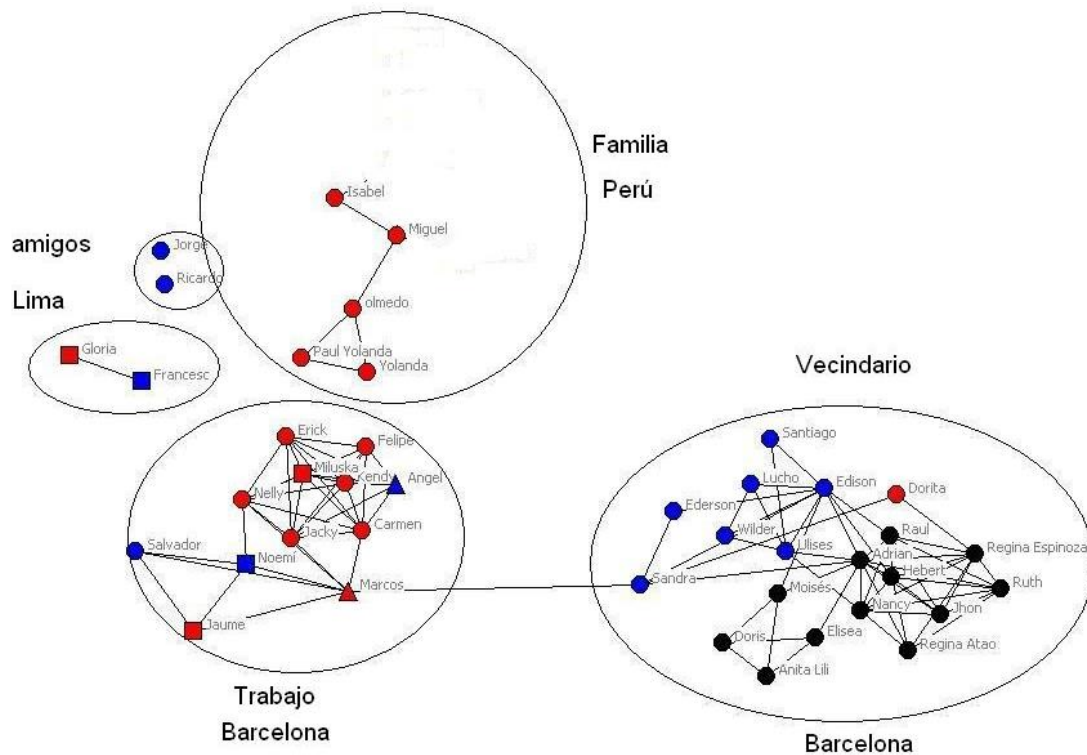 Familia
Perú
Isabel
Miguel
amigos
Jorge
Ricardo
Lima
olmedo
Gloria
Paul Yolanda
Yolanda
Francesc
Vecindario
Erick
Felipe
Santiago
Miluska
Kendy
Angel
Lucho
Edison
Nelly
Dorita
Ederson
Carmen
Jacky
Wilder
Raul
Salvador
Noemí
Ulises
Adrian
Regina Espinoza
Marcos
Sandra
Moisés
Hebert
Ruth
Jaume
Nancy
Jhon
Doris
Elisea
Regina Atao
Anita Lili
Trabajo
Barcelona
Barcelona